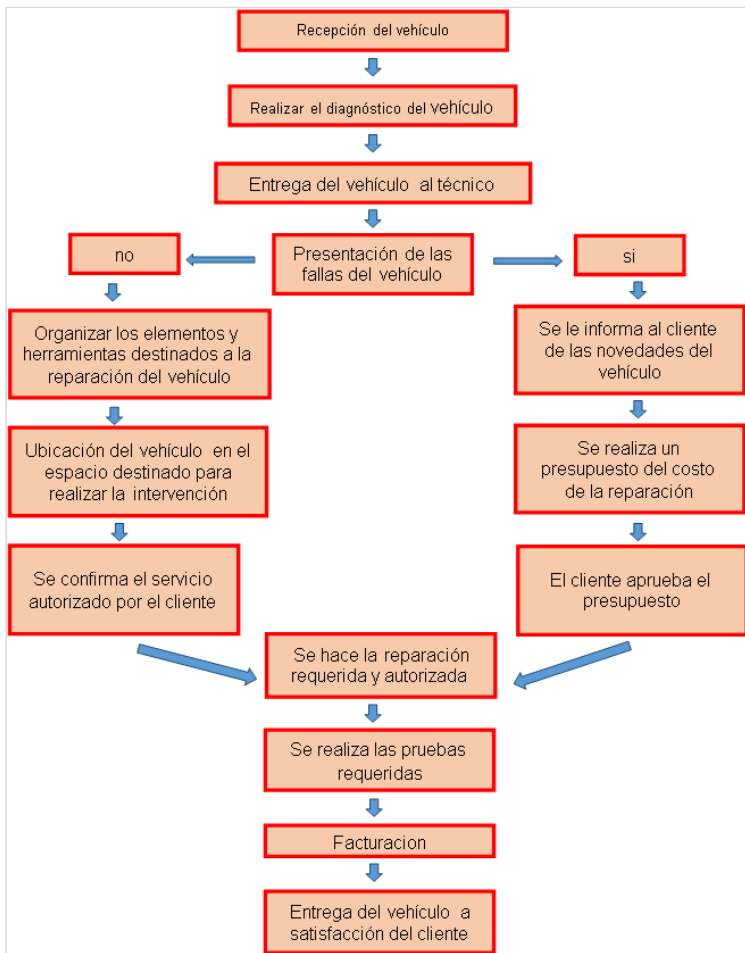 Recepción del vehículo
Realizar el diagnóstico del vehículo
Entrega del vehículo al técnico
no
Presentación de las
fallas del vehículo
si
Organizar los elementos y
herramientas destinados a la
reparación del vehículo
Se le informa al cliente
de las novedades del
vehículo
Ubicación del vehículo en el
espacio destinado para
realizar la intervención
Se realiza un
presupuesto del costo
de la reparación
Se confirma el servicio
autorizado por el cliente
El cliente aprueba el
presupuesto
Se hace la reparación
requerida y autorizada
Se realiza las pruebas
requeridas
Facturacion
Entrega del vehículo a
satisfacción del cliente